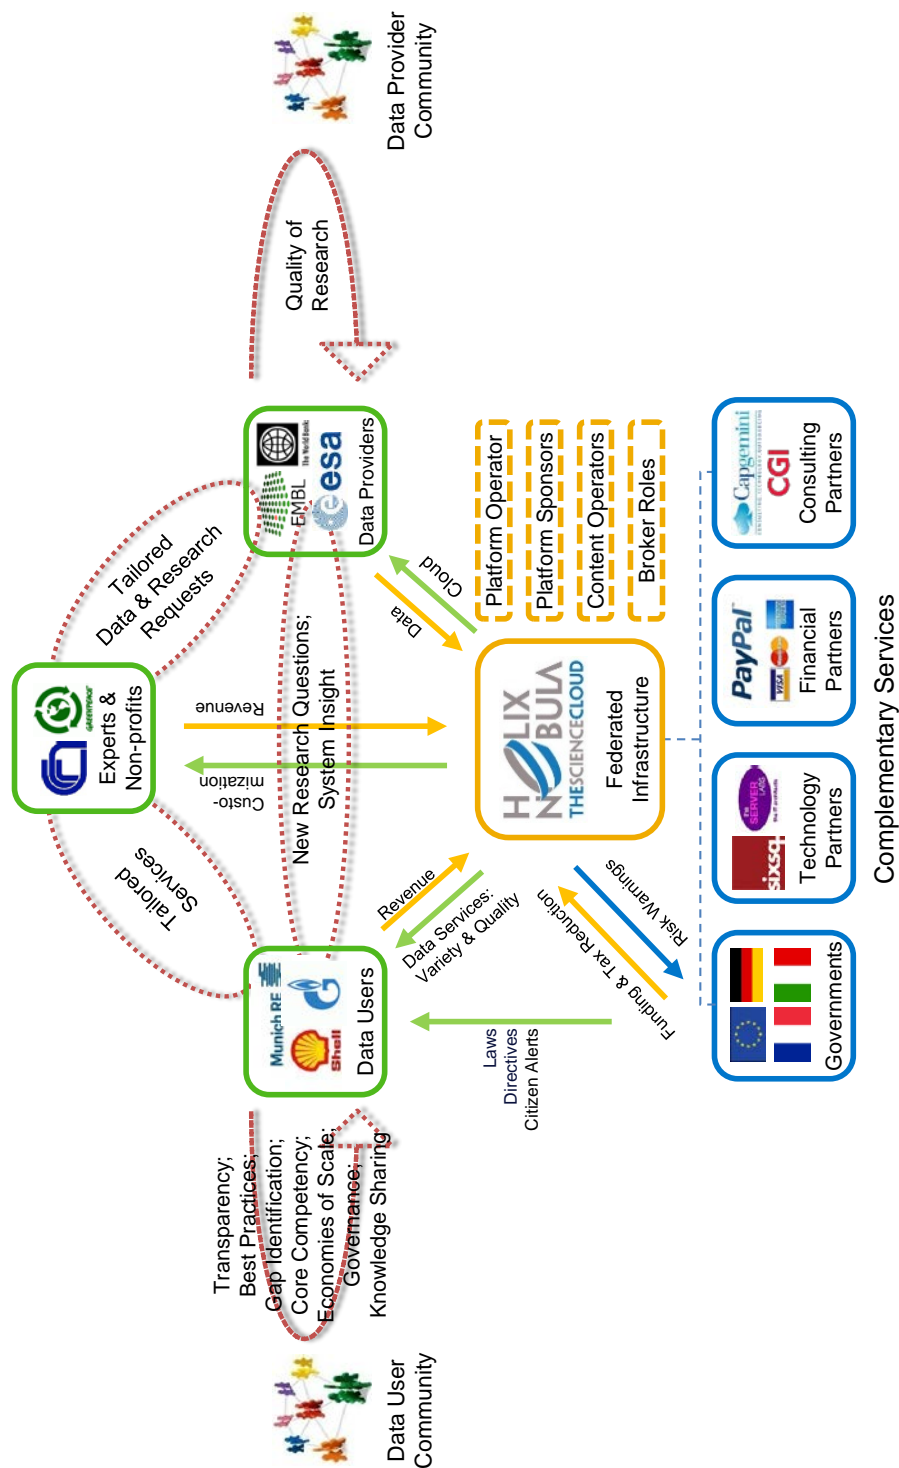 Experts &
Non-profits
GREENPEACE
Tailored
Services
Tailored
Data & Research
Requests
Custo-
mization
Revenue
Transparency;
Best Practices;
Gap Identification;
Core Competency;
Economies of Scale;
Governance;
Knowledge Sharing
Data User
Community
Munich RE
Shell
Data Users
New Research Questions;
System Insight
EMBL
The World Bank
esa
Data Providers
Quality of
Research
Data Provider
Community
Revenue
Data Services:
Variety & Quality
Data
Cloud
Laws
Directives
Citizen Alerts
Funding & Tax Reduction
Risk Warnings
HELIX
NEBULA
THESCIENCECLOUD
Federated
Infrastructure
Platform Operator
Platform Sponsors
Content Operators
Broker Roles
Governments
sixsq
the
SERVER
LABS
Technology
Partners
PayPal
VISA
Financial
Partners
Capgemini
CONSULTING.TECHNOLOGY.OUTSOURCING
CGI
Consulting
Partners
Complementary Services